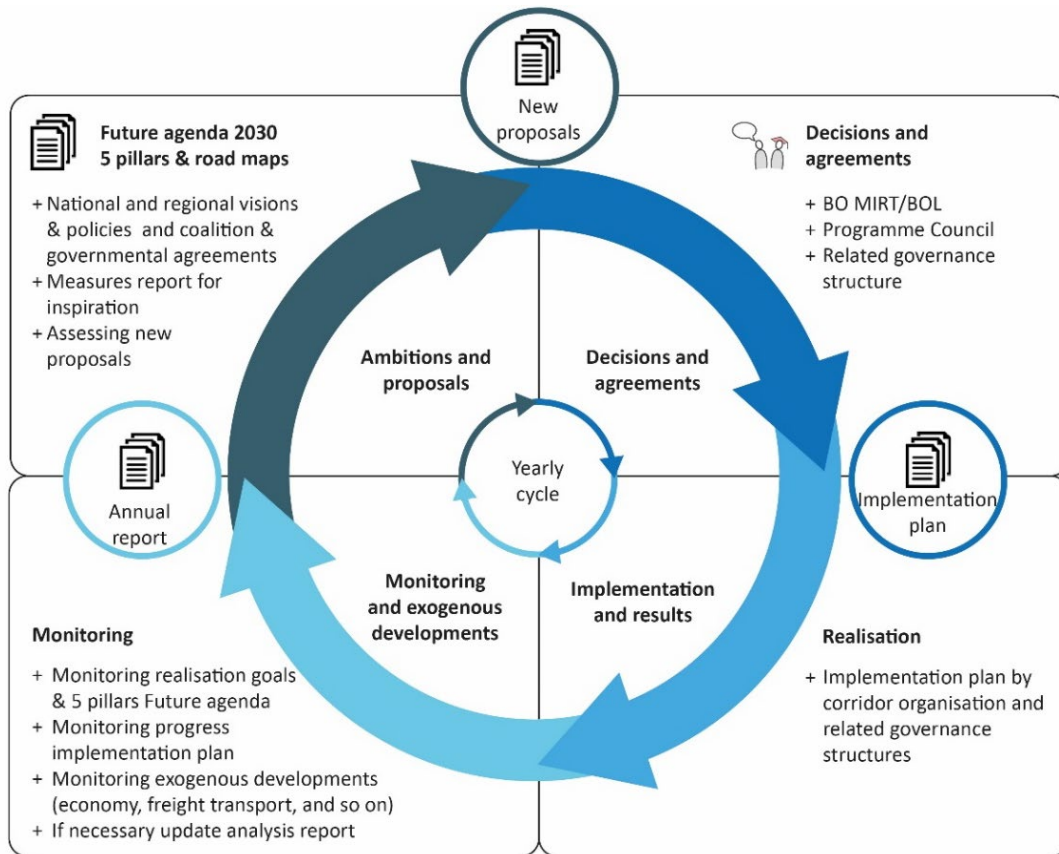 New
proposals
Future agenda 2030
5 pillars & road maps
+ National and regional visions
& policies and coalition &
governmental agreements
+ Measures report for
inspiration
+ Assessing new
proposals
Decisions and
agreements
+ BO MIRT/BOL
+ Programme Council
+ Related governance
structure
Ambitions and
proposals
Decisions and
agreements
Yearly
cycle
Annual
report
Implementation
plan
Monitoring
and exogenous
developments
Implementation
and results
Monitoring
+ Monitoring realisation goals
& 5 pillars Future agenda
+ Monitoring progress
implementation plan
+ Monitoring exogenous developments
(economy, freight transport, and so on)
+ If necessary update analysis report
Realisation
+ Implementation plan by
corridor organisation and
related governance
structures